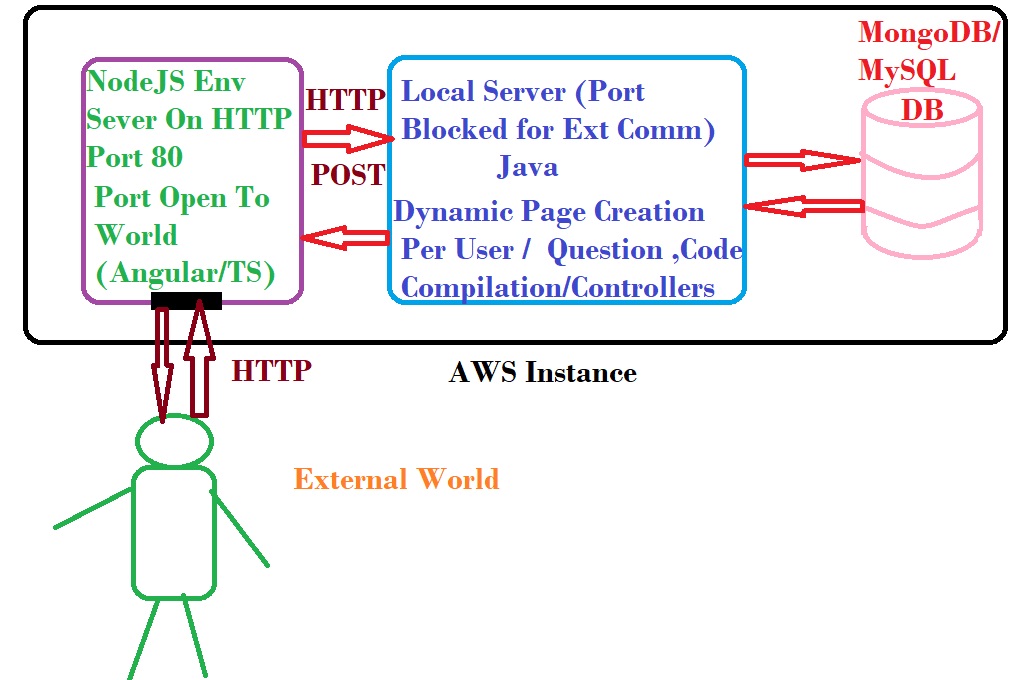 NodeJS Env
Sever On HTTP
Port 80
Port Open To
World
(Angular/TS)
HTTP
POST
Local Server (Port
Blocked for Ext Comm)
Java
Dynamic Page Creation
Per User / Question ,Code
Compilation/Controllers
MongoDB/
MySQL
DB
HTTP
AWS Instance
External World